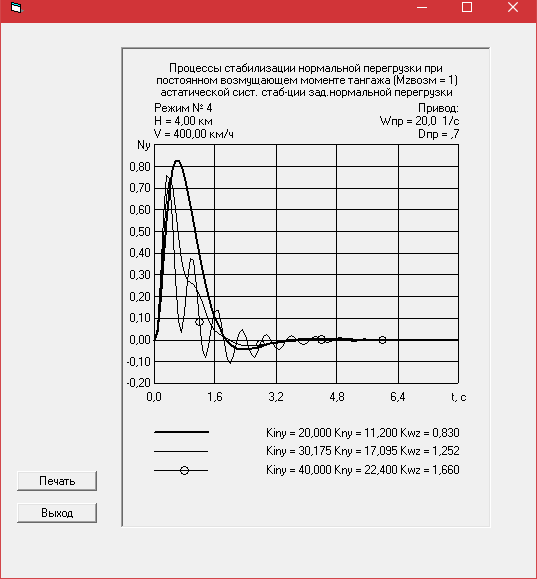 Процессы стабилизации нормальной перегрузки при
постоянном возмущающем моменте тангажа (Mzвозм = 1)
астатической сист. стаб-ции зад.нормальной перегрузки
Режим № 4 Привод:
H = 4,00 км Wпр = 20,0 1/с
V = 400,00 км/ч Dпр = ,7
Ny
0,80
0,70
0,60
0,50
0,40
0,30
0,20
0,10
0,00
-0,10
-0,20
0,0 1,6 3,2 4,8 6,4 t, c
Kiny = 20,000 Kny = 11,200 Kwz = 0,830
Kiny = 30,175 Kny = 17,095 Kwz = 1,252
Kiny = 40,000 Kny = 22,400 Kwz = 1,660
Печать
Выход